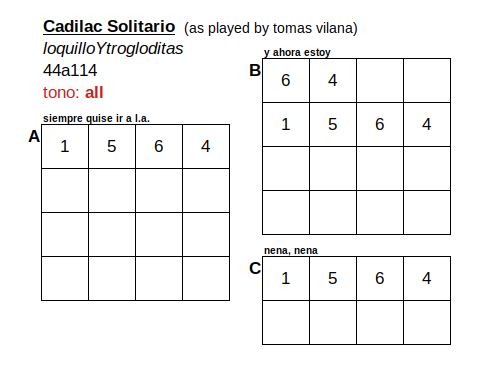 Cadilac Solitario (as played by tomas vilana)
loquilloYtrogloditas
44a114
tono: all
siempre quise ir a l.a.
A
1 5 6 4
y ahora estoy
B
6 4
1 5 6 4
nena, nena
C
1 5 6 4